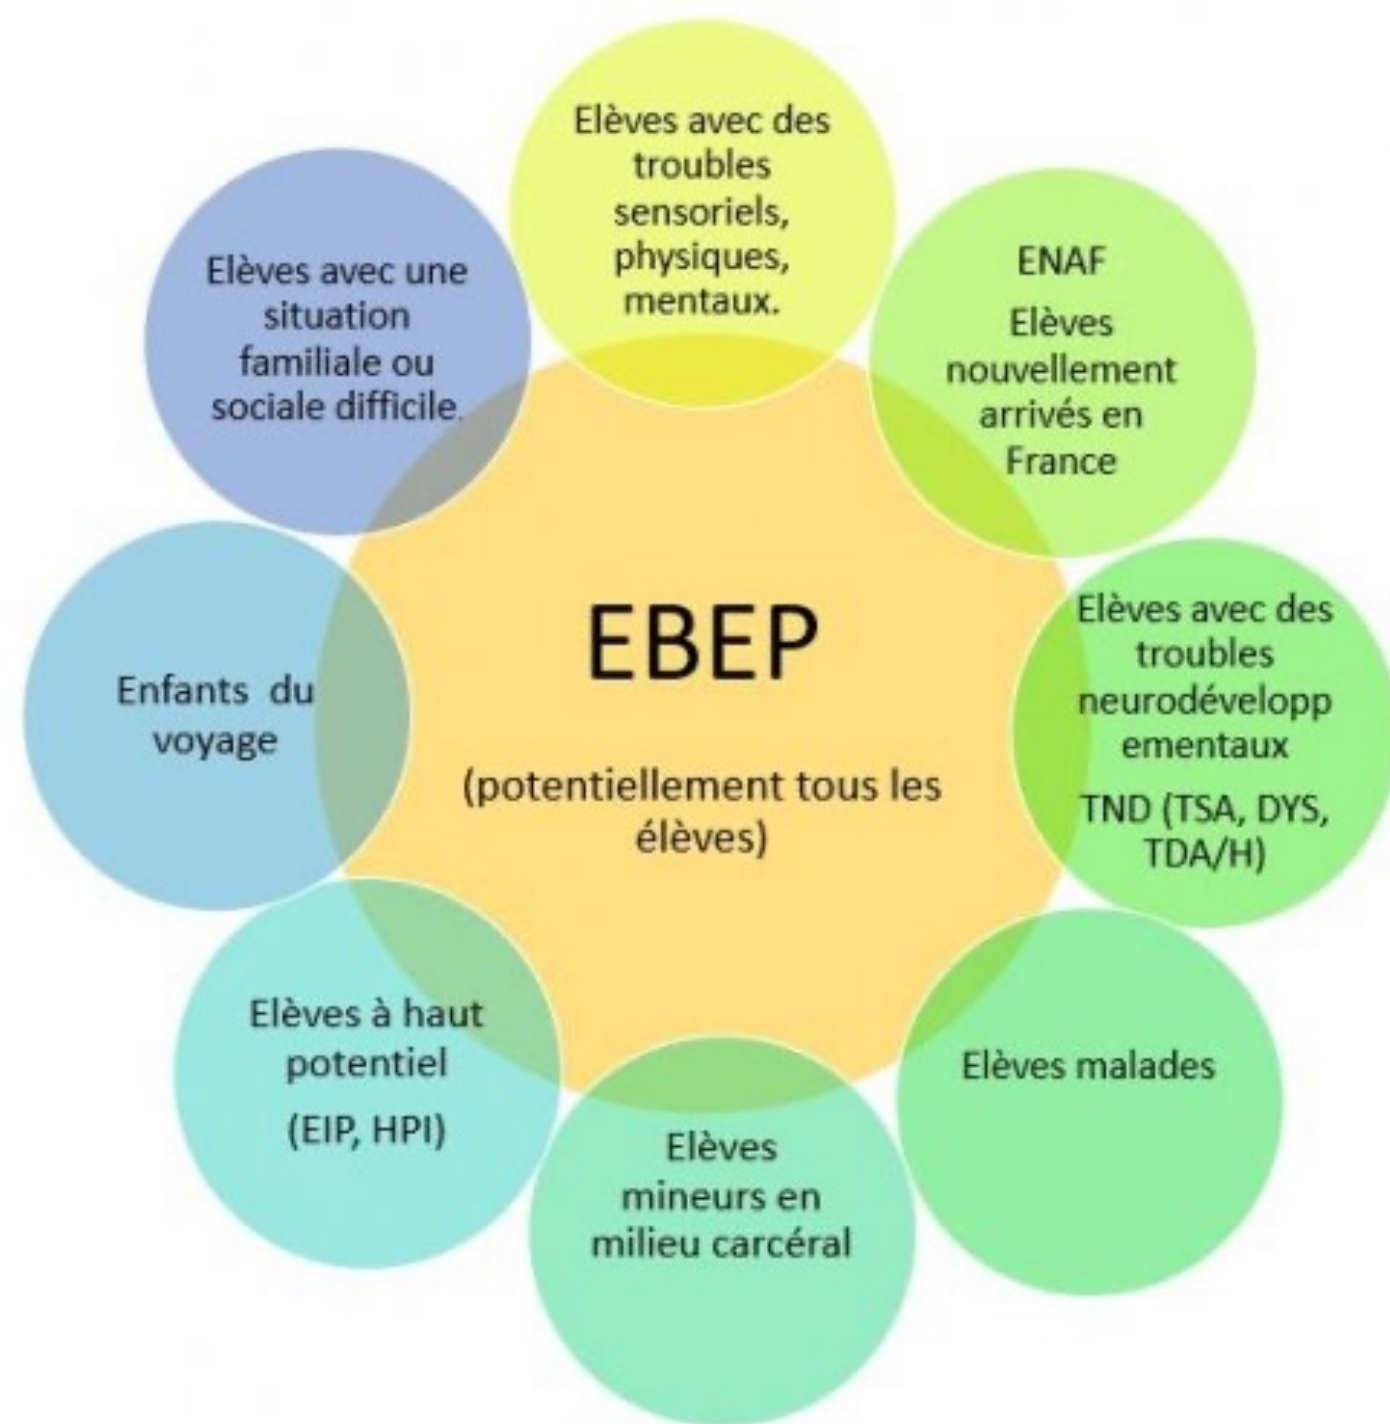 Elèves avec des
troubles
sensoriels,
physiques,
mentaux.
ENAF
Elèves
nouvellement
arrivés en
France
Elèves avec des
troubles
neurodévelopp
ementaux
TND (TSA, DYS,
TDA/H)
Elèves malades
Elèves
mineurs en
milieu carcéral
Elèves à haut
potentiel
(EIP, HPI)
Enfants du
voyage
Elèves avec une
situation
familiale ou
sociale difficile.
EBEP
(potentiellement tous les
élèves)